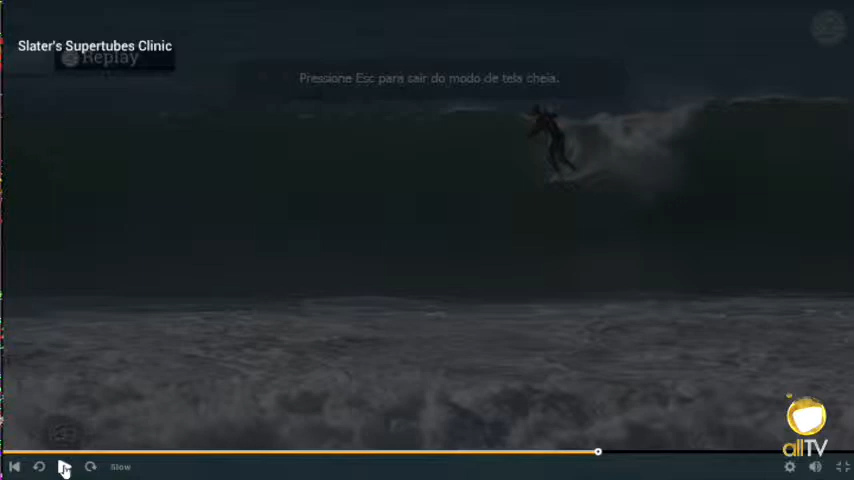 Slater's Supertubes Clinic
Replay
Pressione Esc para sair do modo de tela cheia.
allTV
Slow